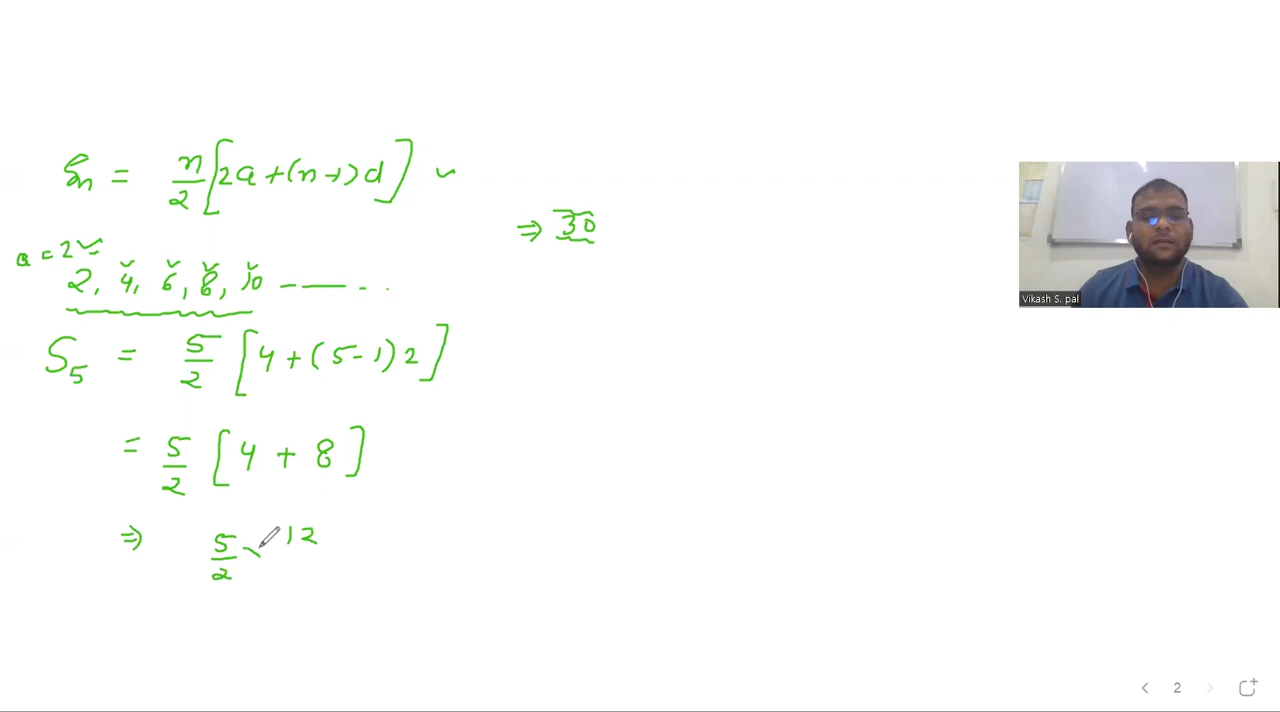 Sn = n/2 [2a+(n-1)d]
⇒ 30
a = 2
2, 4, 6, 8, 10 -----..
S5 = 5/2 [4+(5-1)2]
= 5/2 [4 + 8]
⇒ 5/2 \ 12
Vikash S. pal
2